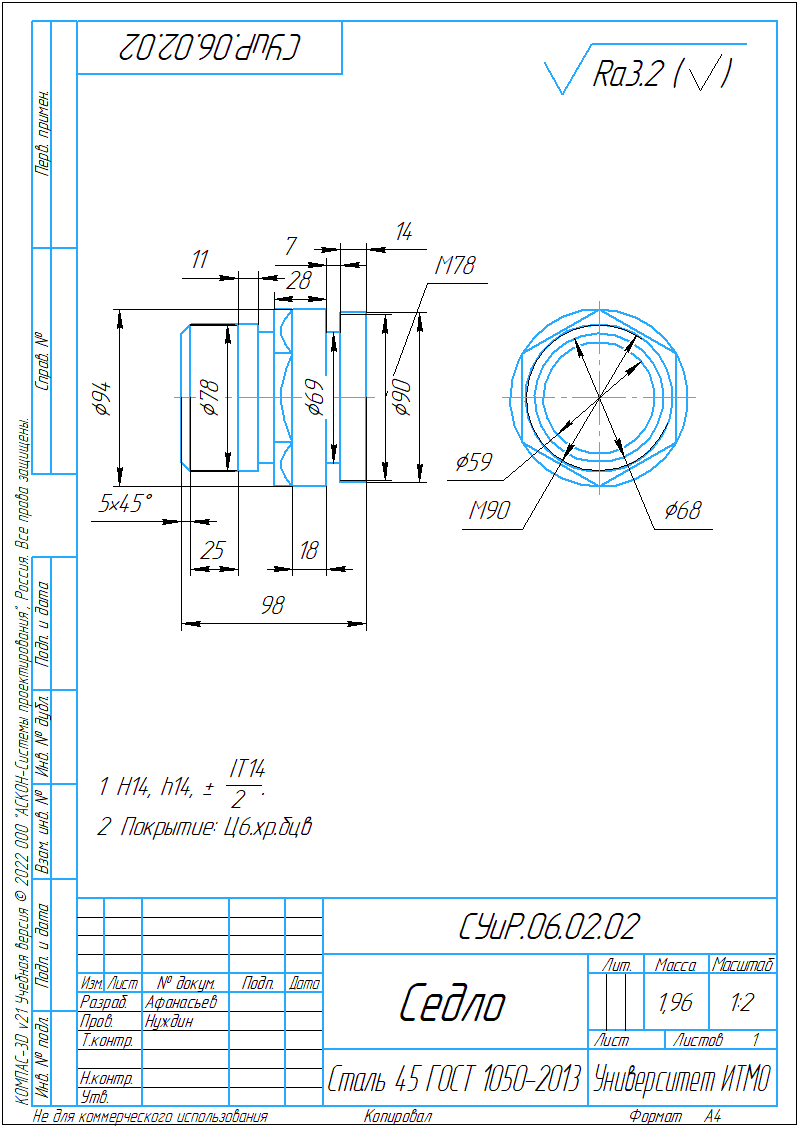 СУиР.06.02.02
Ra3.2 (√)
Перв. примен.
Справ. №
Подп. и дата
Инв. № дубл.
Взам. инв. №
Подп. и дата
Инв. № подл.
КОМПАС-3D v21 Учебная версия © 2022 ООО "АСКОН-Системы проектирования", Россия. Все права защищены.
14
7
11
28
M78
⌀94
⌀78
⌀69
⌀90
5x45°
25
18
98
⌀59
M90
⌀68
1 H14, h14, ± IT14/2.
2 Покрытие: Ц6.хр.бцв
СУиР.06.02.02
Изм. Лист № докум. Подп. Дата
Разраб. Афанасьев
Пров. Нуждин
Т.контр.
Н.контр.
Утв.
Седло
Лит. Масса Масштаб
1,96 1:2
Лист Листов 1
Сталь 45 ГОСТ 1050-2013
Университет ИТМО
Не для коммерческого использования Копировал Формат А4